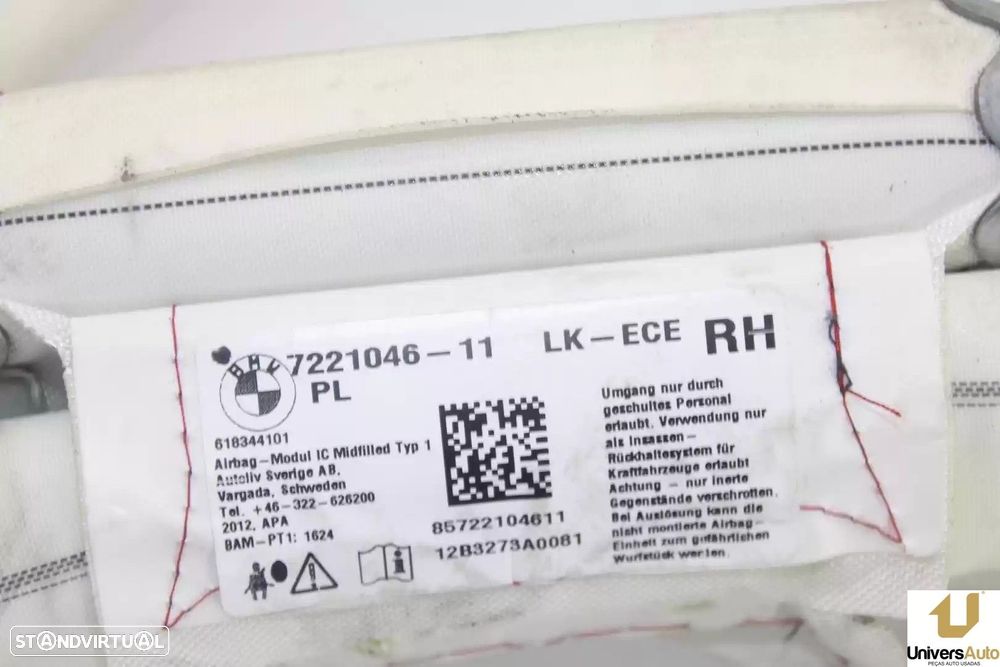 BMW
7221046-11 LK-ECE RH
PL
618344101
Airbag-Modul IC Midfilled Typ 1
Autoliv Sverige AB,
Vargada, Schweden
Tel. +46-322-626200
2012, APA
BAM-PT1: 1624
85722104611
12B3273A0081
Umgang nur durch
geschultes Personal
erlaubt. Verwendung nur
als Insassen-
Rückhaltesystem für
Kraftfahrzeuge erlaubt
Achtung - nur inerte
Gegenstände verschrotten.
Bei Auslösung kann die
nicht montierte Airbag-
Einheit zum gefährlichen
Wurfstück werden.
STANDVIRTUAL
UniversAuto
PEÇAS AUTO USADAS